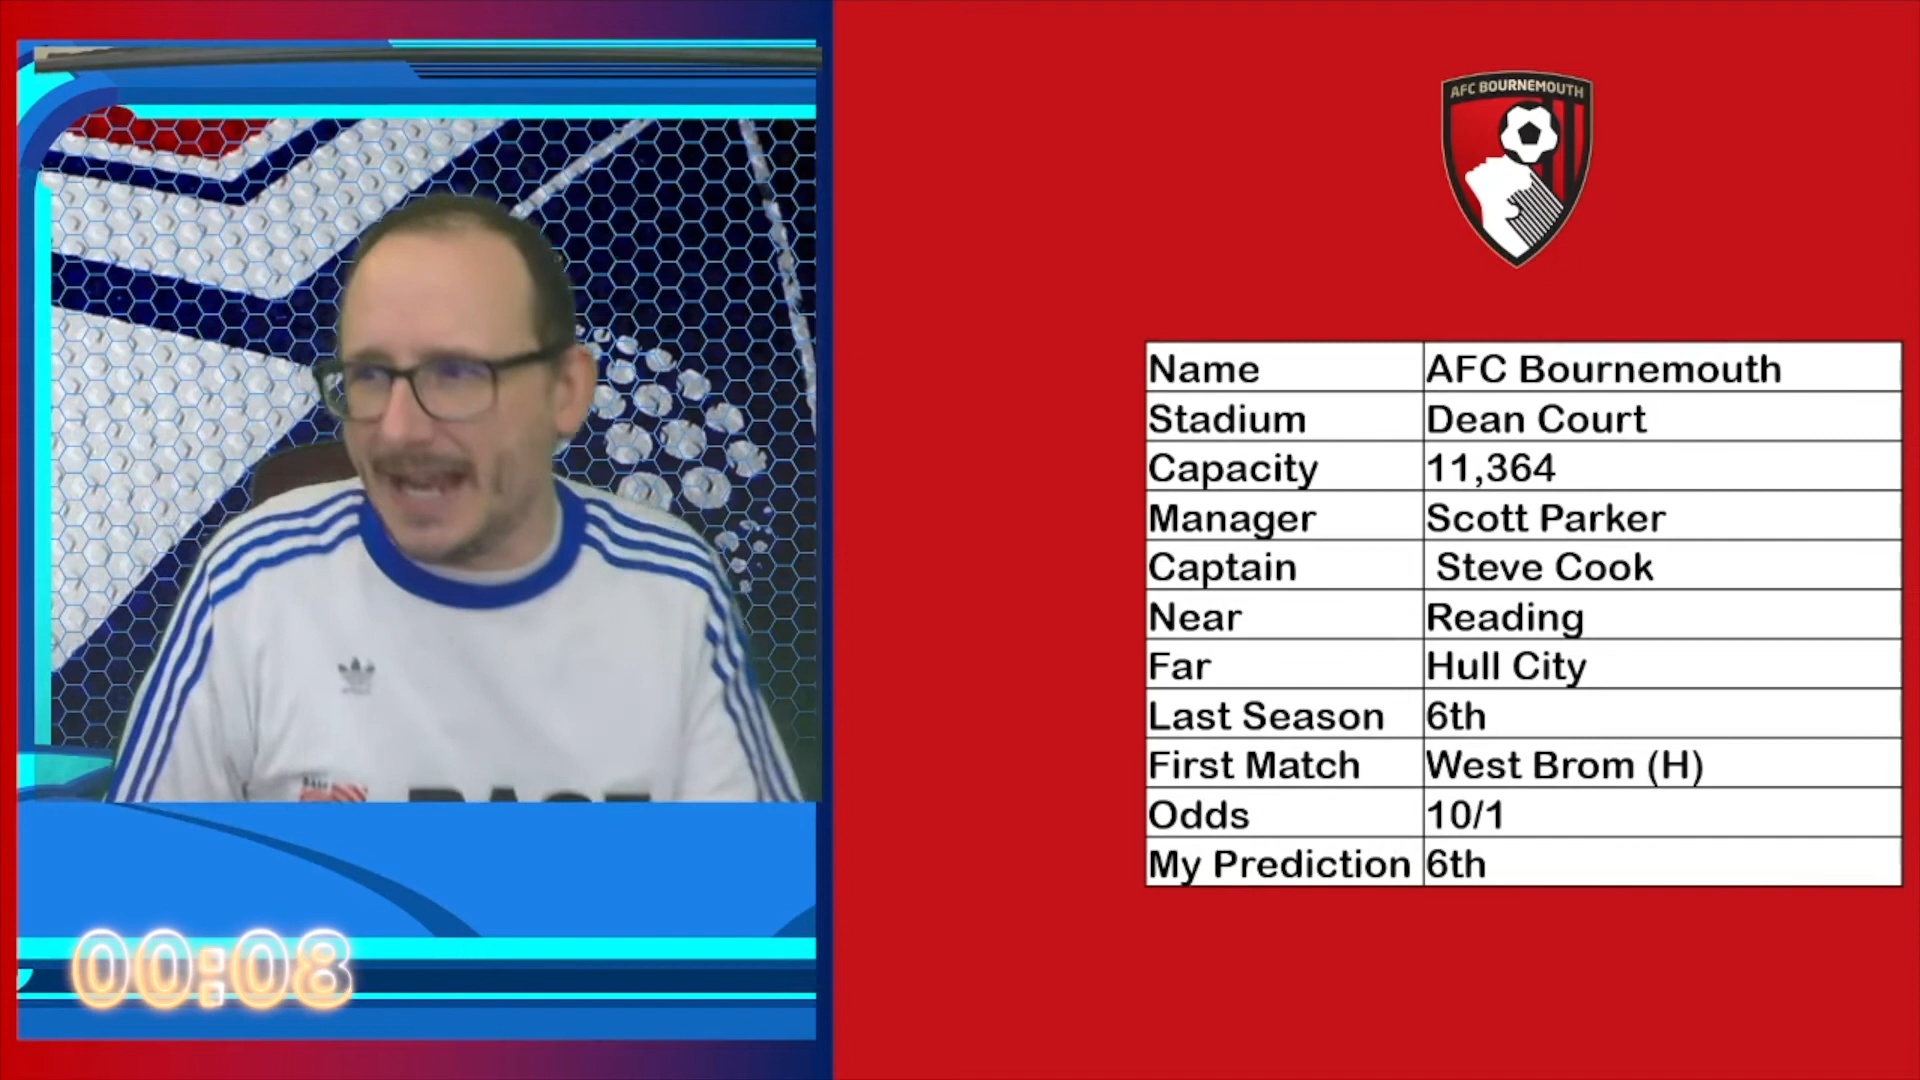 AFC BOURNEMOUTH
Name AFC Bournemouth
Stadium Dean Court
Capacity 11,364
Manager Scott Parker
Captain Steve Cook
Near Reading
Far Hull City
Last Season 6th
First Match West Brom (H)
Odds 10/1
My Prediction 6th
00:08